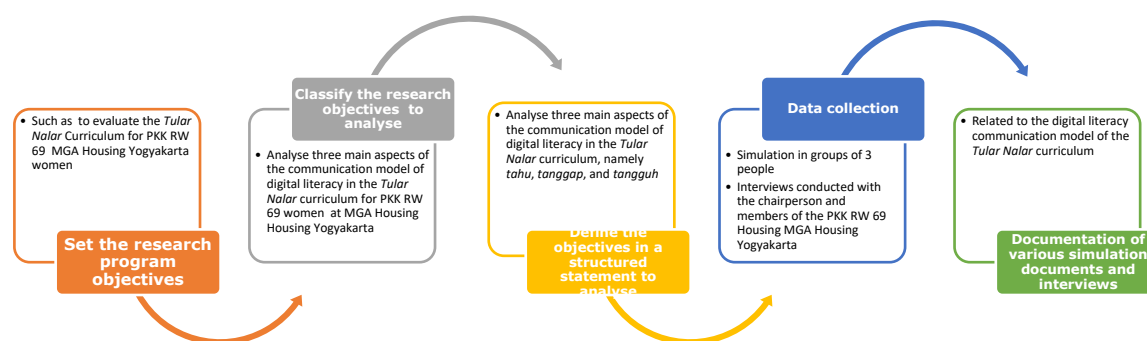 • Such as to evaluate the Tular
Nalar Curriculum for PKK RW
69 MGA Housing Yogyakarta
women
Set the research
program
objectives
Classify the research
objectives to
analyse
• Analyse three main aspects of
the communication model of
digital literacy in the Tular
Nalar curriculum for PKK RW
69 women at MGA Housing
Housing Yogyakarta
• Analyse three main aspects of
the communication model of
digital literacy in the Tular
Nalar curriculum, namely
tahu, tanggap, and tangguh
Define the
objectives in a
structured
statement to
analyse
Data collection
• Simulation in groups of 3
people
• Interviews conducted with
the chairperson and
members of the PKK RW 69
Housing MGA Housing
Yogyakarta
• Related to the digital literacy
communication model of the
Tular Nalar curriculum
Documentation of
various simulation
documents and
interviews